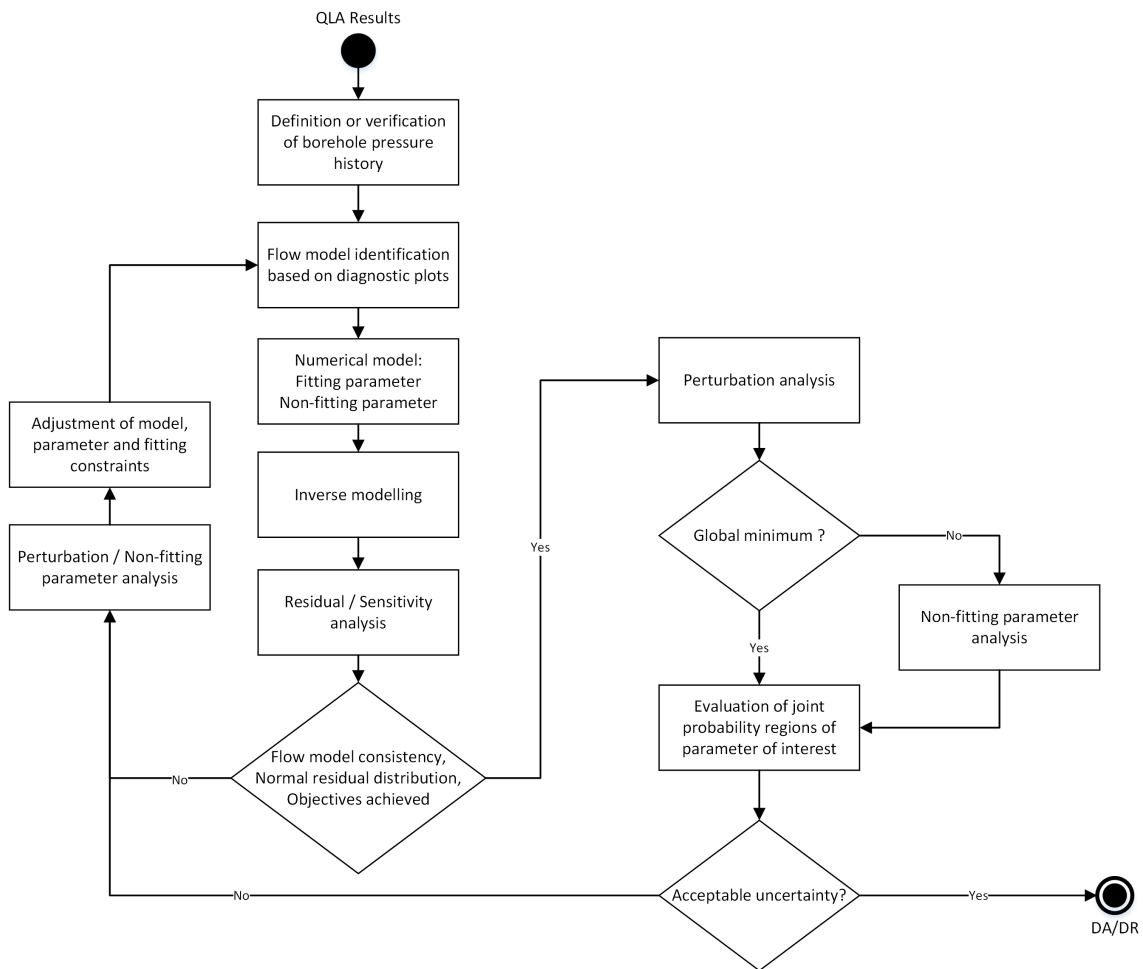 QLA Results
Definition or verification
of borehole pressure
history
Flow model identification
based on diagnostic plots
Numerical model:
Fitting parameter
Non-fitting parameter
Inverse modelling
Residual / Sensitivity
analysis
Flow model consistency,
Normal residual distribution,
Objectives achieved
No
Perturbation / Non-fitting
parameter analysis
Adjustment of model,
parameter and fitting
constraints
Yes
Perturbation analysis
Global minimum ?
No
Non-fitting parameter
analysis
Yes
Evaluation of joint
probability regions of
parameter of interest
Acceptable uncertainty?
No
Yes
DA/DR